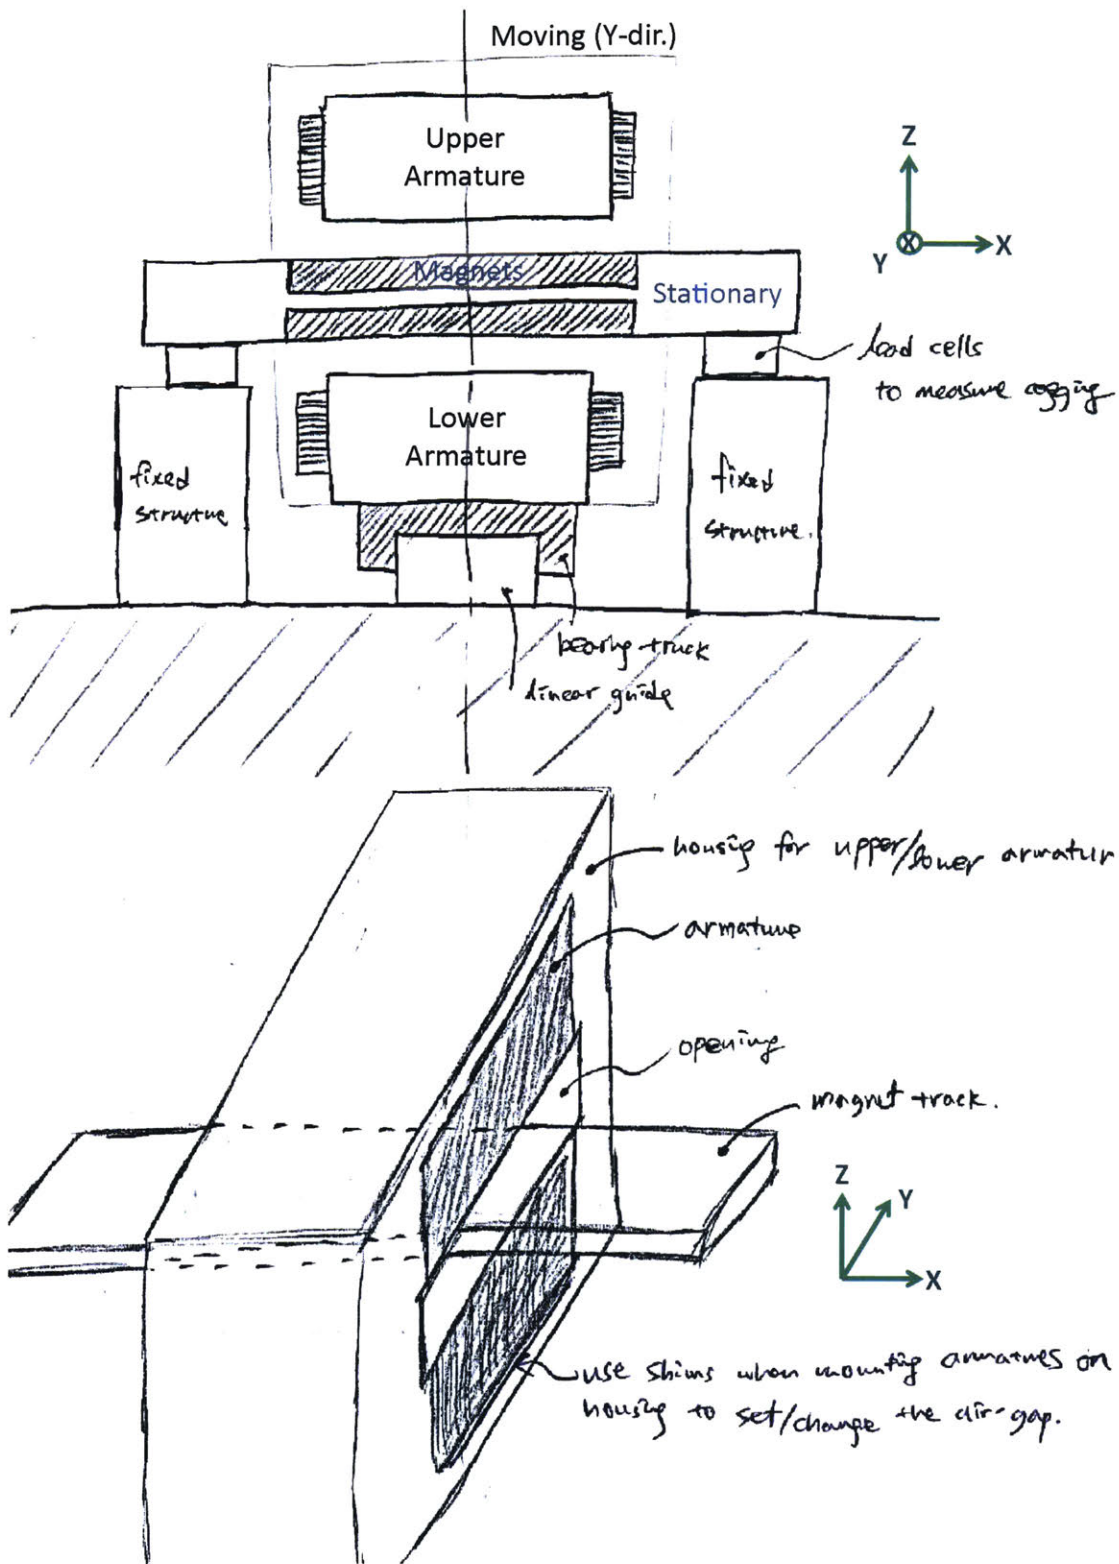 Moving (Y-dir.)
Upper
Armature
Z
Y
X
Magnets
Stationary
load cells
to measure cogging
Lower
Armature
fixed
structure
fixed
structure.
bearing truck
linear guide
housing for upper/lower armatur
armature
opening
magnet track.
Z
Y
X
use shims when mounting armatures on
housing to set/change the air-gap.